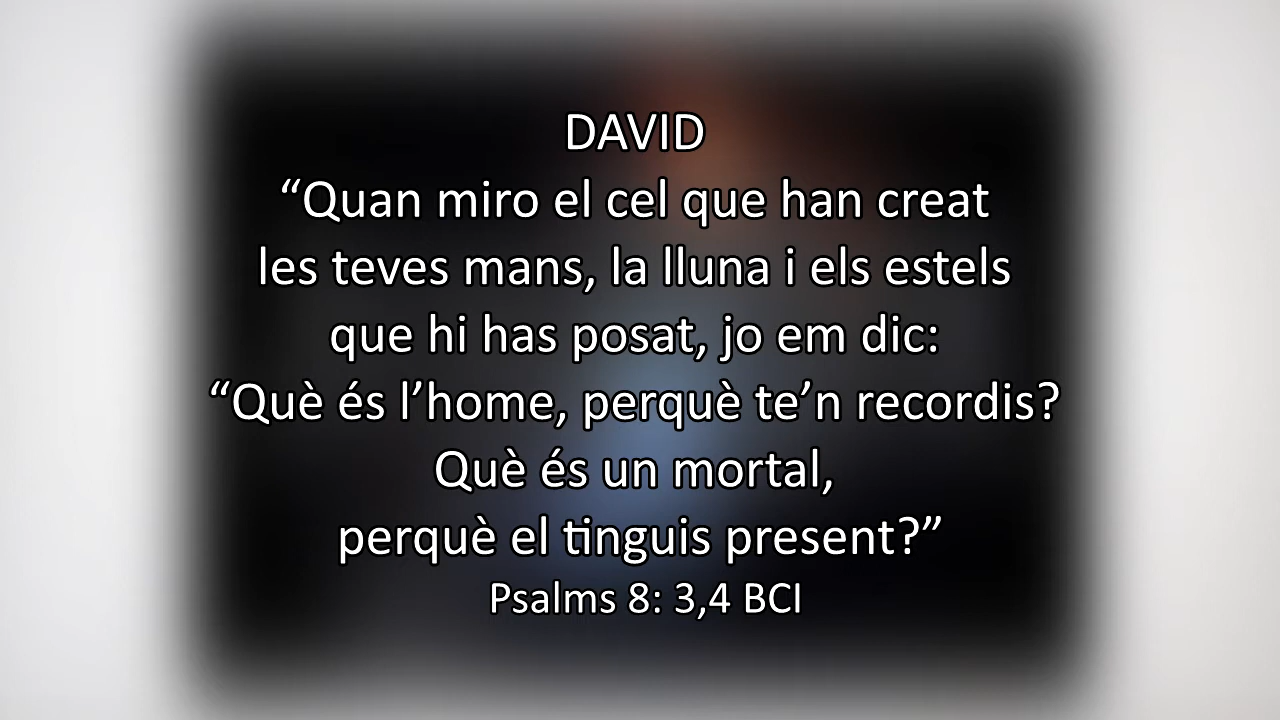 DAVID
“Quan miro el cel que han creat
les teves mans, la lluna i els estels
que hi has posat, jo em dic:
“Què és l’home, perquè te’n recordis?
Què és un mortal,
perquè el tinguis present?”
Psalms 8: 3,4 BCI